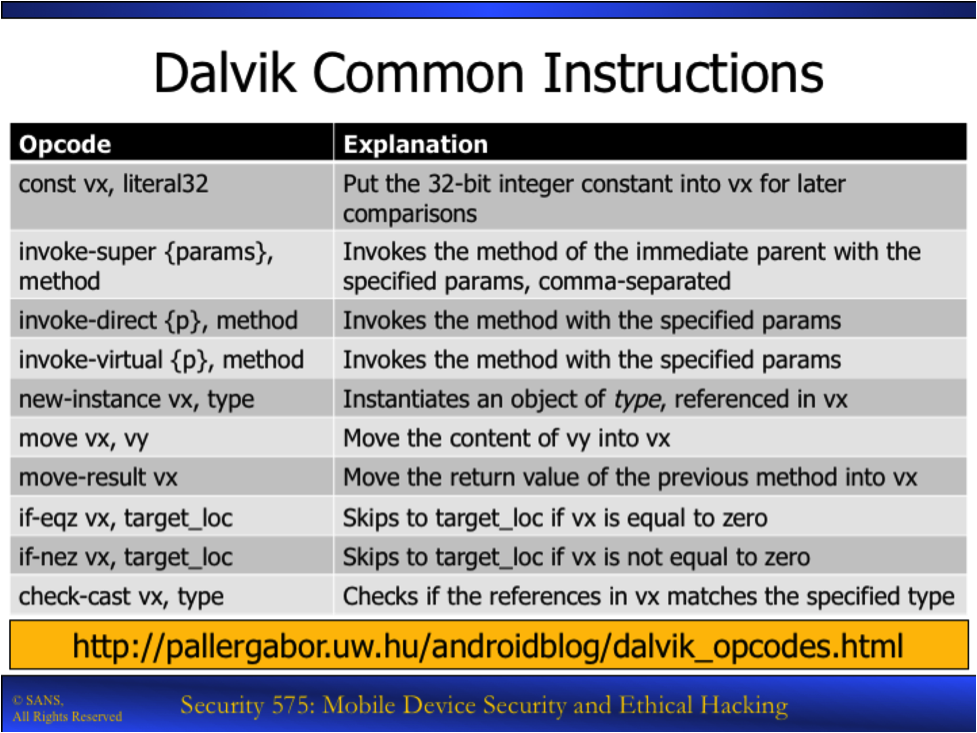 Dalvik Common Instructions
Opcode Explanation
const vx, literal32 Put the 32-bit integer constant into vx for later
comparisons
invoke-super {params}, Invokes the method of the immediate parent with the
method specified params, comma-separated
invoke-direct {p}, method Invokes the method with the specified params
invoke-virtual {p}, method Invokes the method with the specified params
new-instance vx, type Instantiates an object of type, referenced in vx
move vx, vy Move the content of vy into vx
move-result vx Move the return value of the previous method into vx
if-eqz vx, target_loc Skips to target_loc if vx is equal to zero
if-nez vx, target_loc Skips to target_loc if vx is not equal to zero
check-cast vx, type Checks if the references in vx matches the specified type
http://pallergabor.uw.hu/androidblog/dalvik_opcodes.html
© SANS,
All Rights Reserved
Security 575: Mobile Device Security and Ethical Hacking